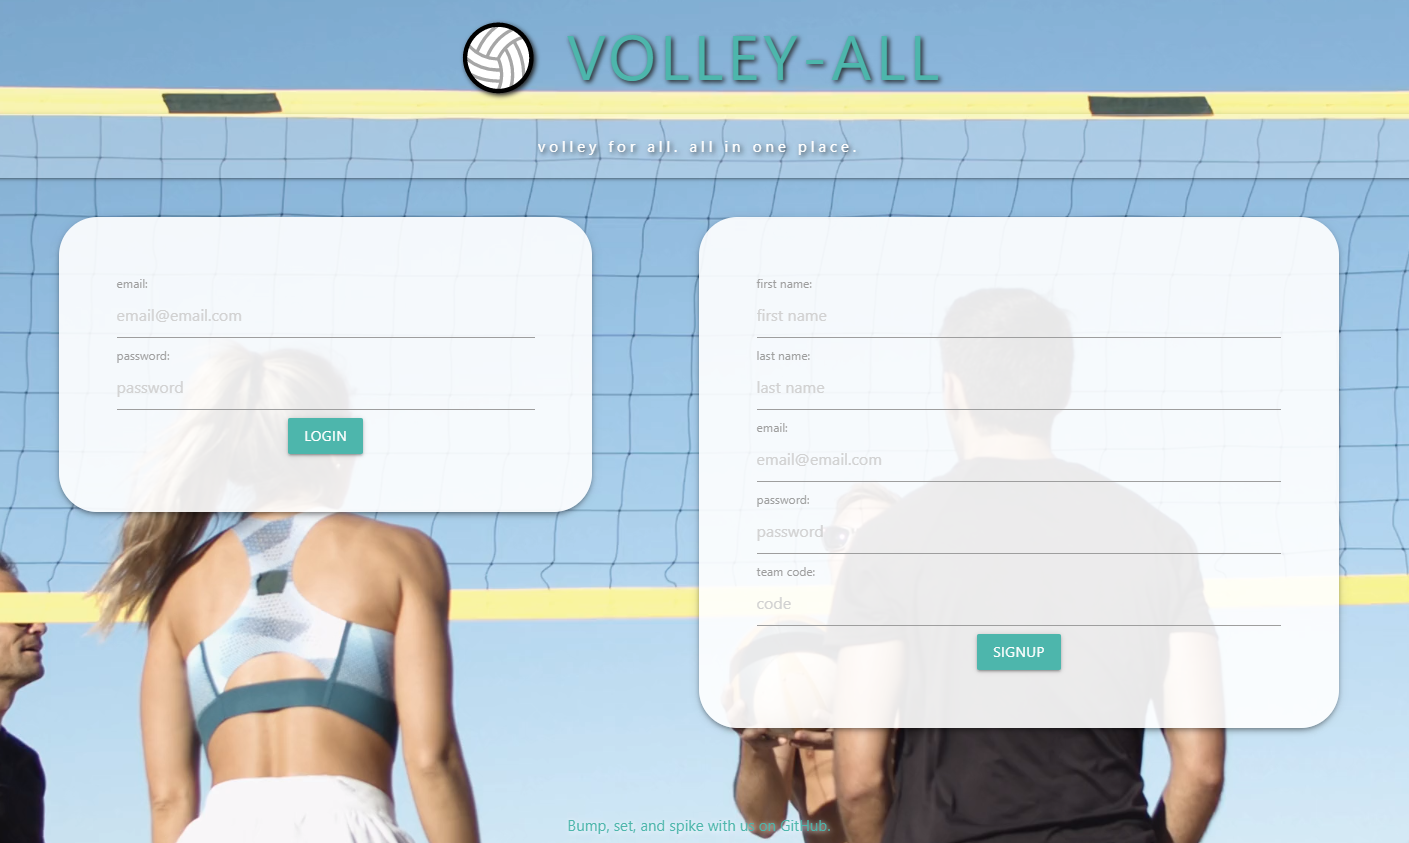 VOLLEY-ALL
volley for all. all in one place.
email:
email@email.com
password:
password
LOGIN
first name:
first name
last name:
last name
email:
email@email.com
password:
password
team code:
code
SIGNUP
Bump, set, and spike with us on GitHub.